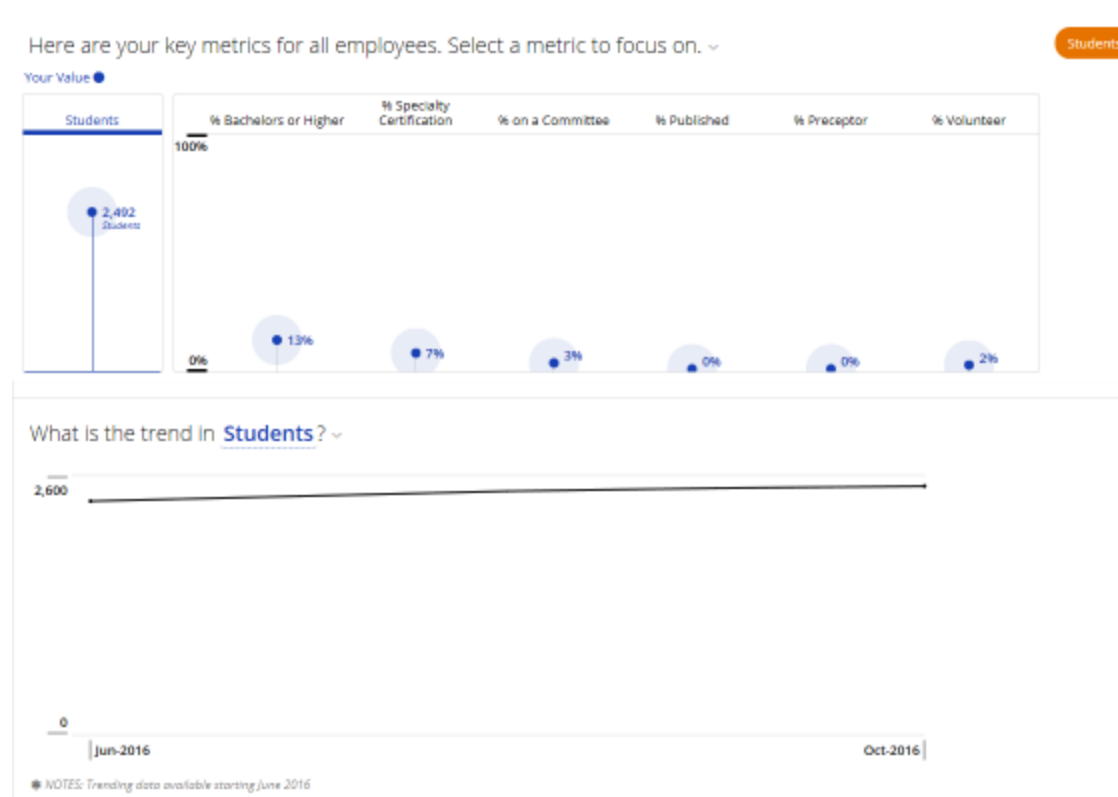 Here are your key metrics for all employees. Select a metric to focus on.
Students
Your Value
Students
% Bachelors or Higher
% Specialty
Certification
% on a Committee
% Published
% Preceptor
% Volunteer
100%
2,492
Students
13%
7%
3%
0%
0%
2%
0%
What is the trend in Students?
2,600
0
Jun-2016
Oct-2016
NOTES: Trending data available starting June 2016